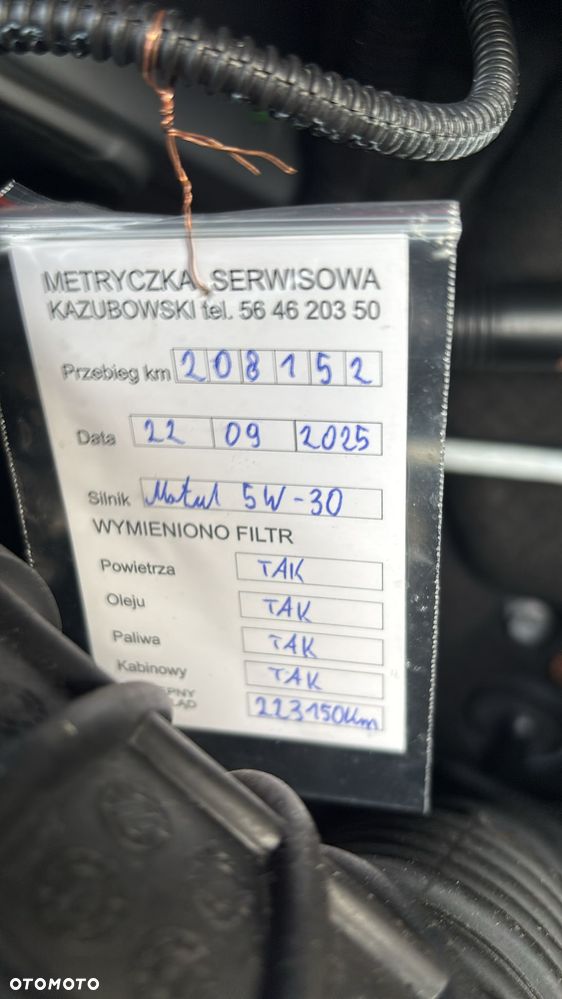 METRYCZKA SERWISOWA
KAZUBOWSKI tel. 56 46 203 50
Przebieg km 208152
Data 22 09 2025
Silnik Motul 5W-30
WYMIENIONO FILTR
Powietrza TAK
Oleju TAK
Paliwa TAK
Kabinowy TAK
223150km
OTOMOTO